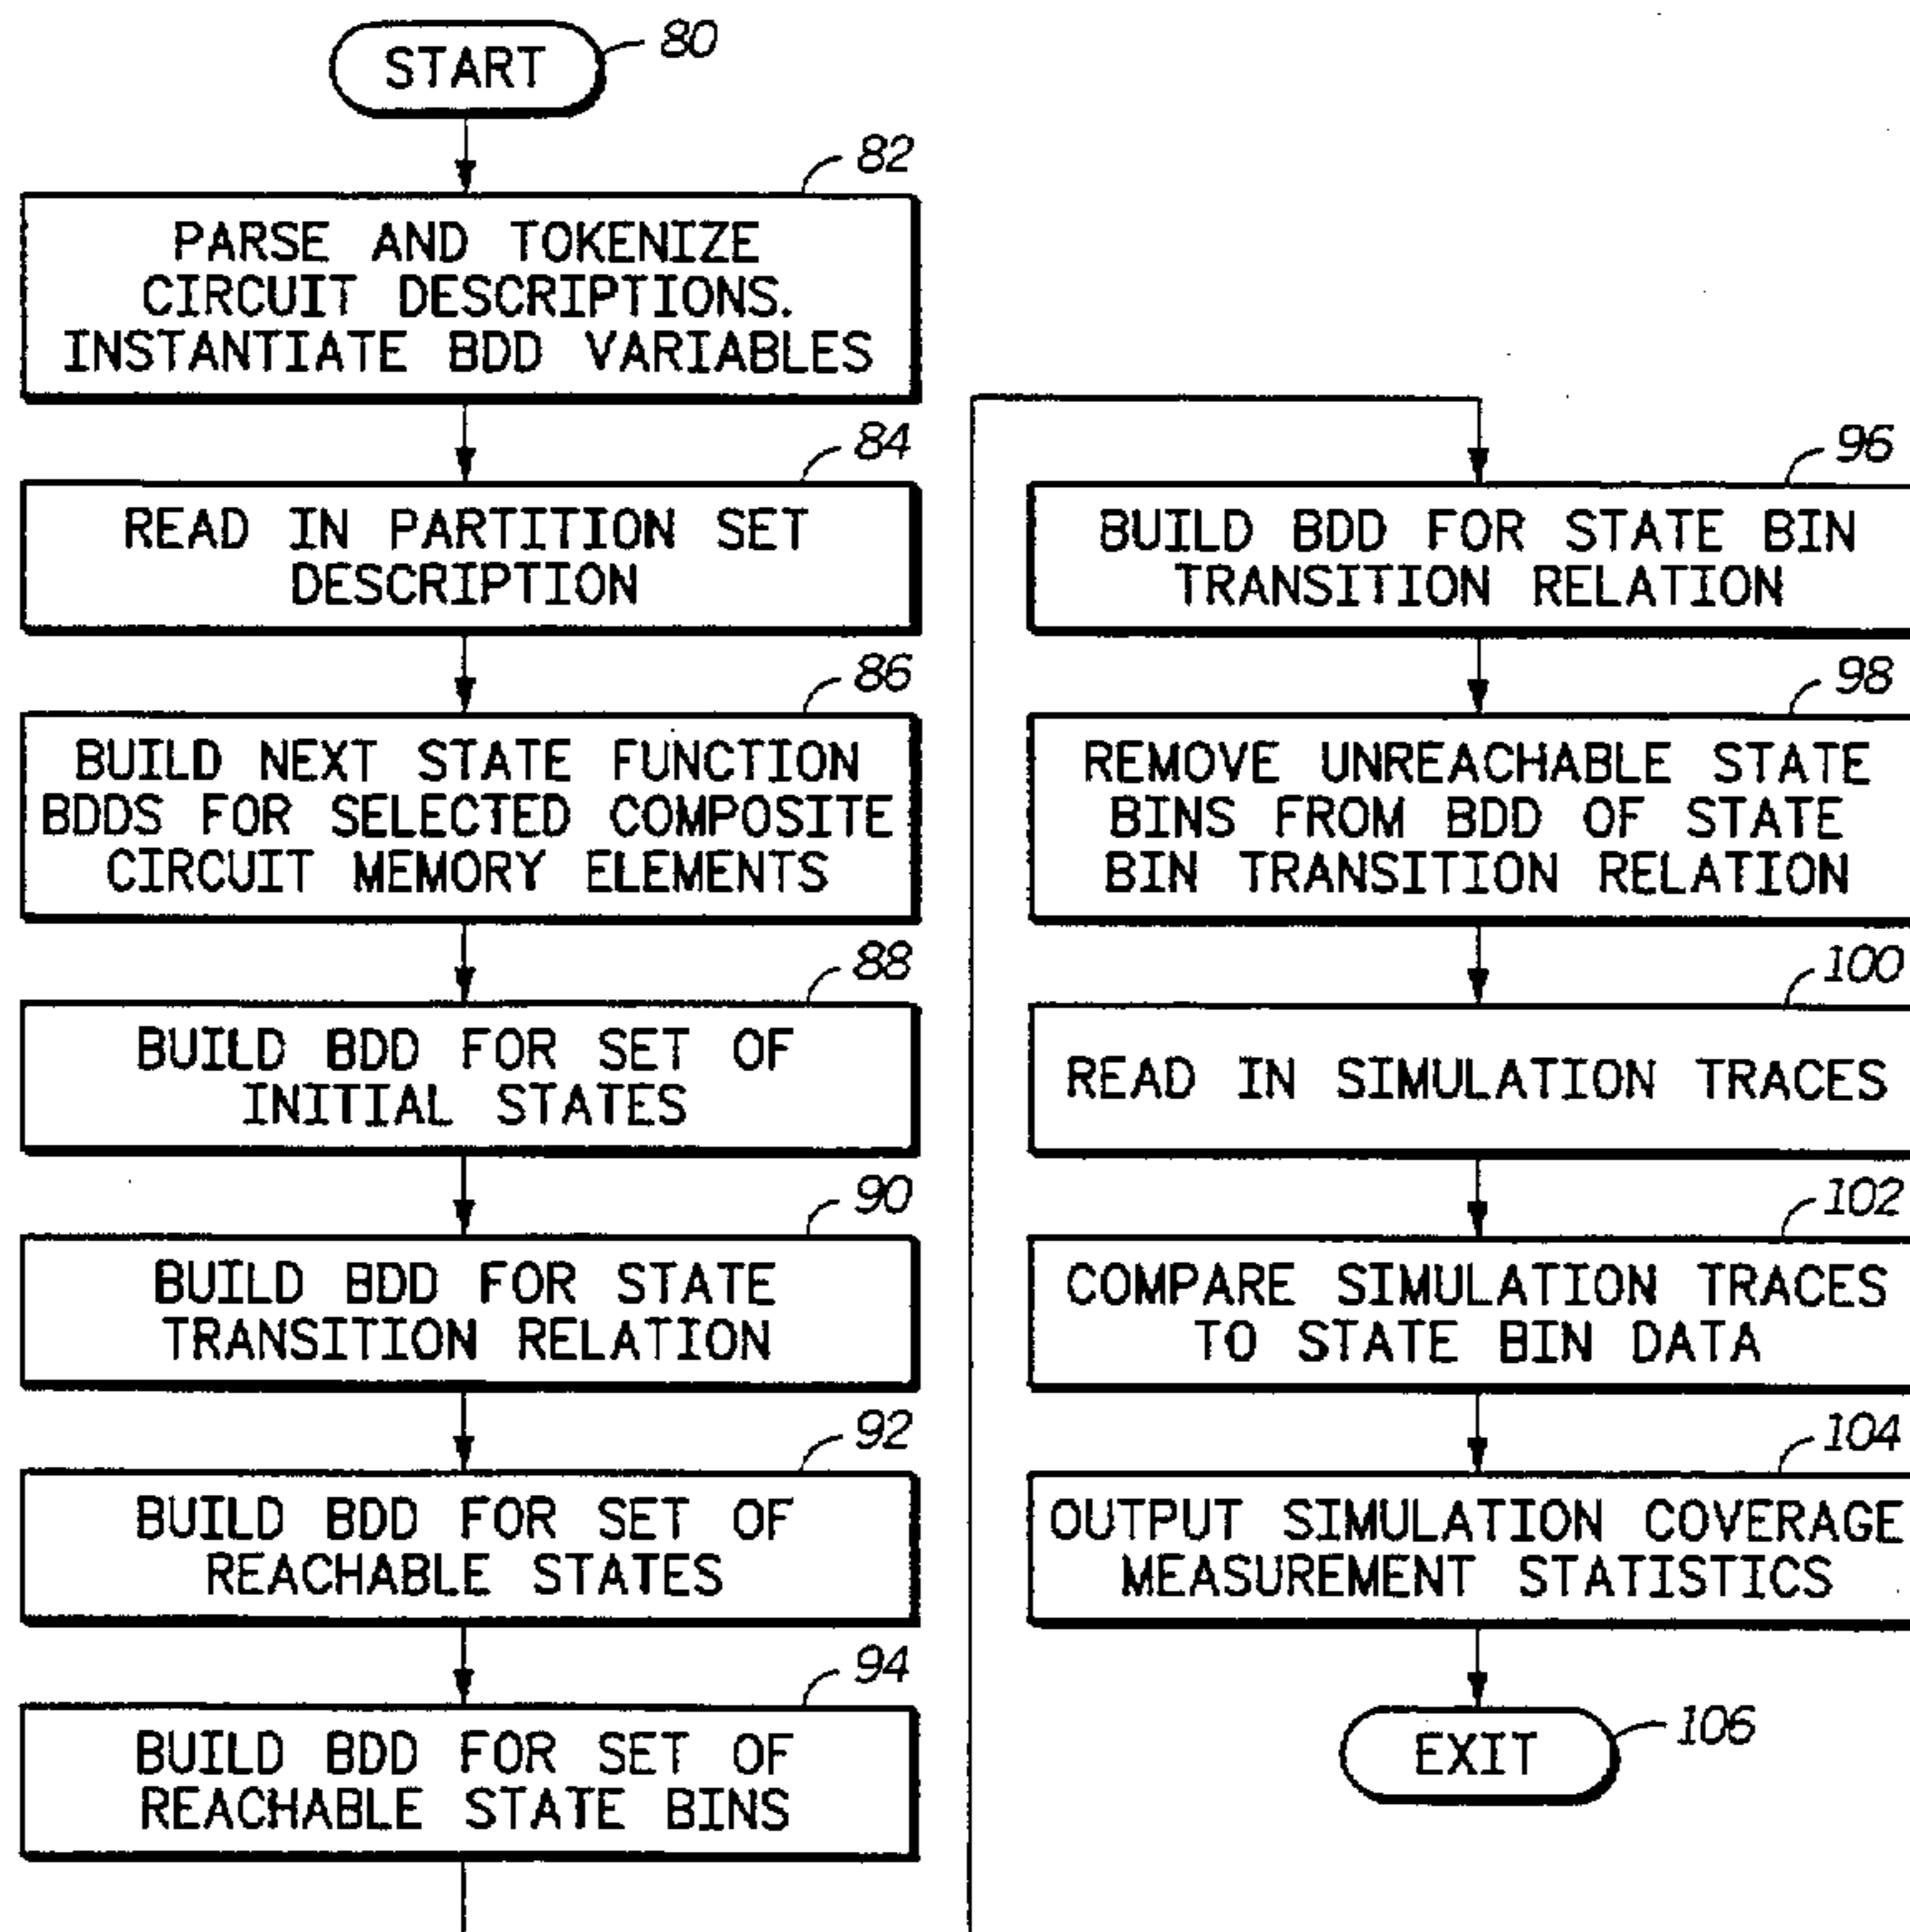 START
80
82
PARSE AND TOKENIZE
CIRCUIT DESCRIPTIONS.
INSTANTIATE BDD VARIABLES
84
READ IN PARTITION SET
DESCRIPTION
86
BUILD NEXT STATE FUNCTION
BDDS FOR SELECTED COMPOSITE
CIRCUIT MEMORY ELEMENTS
88
BUILD BDD FOR SET OF
INITIAL STATES
90
BUILD BDD FOR STATE
TRANSITION RELATION
92
BUILD BDD FOR SET OF
REACHABLE STATES
94
BUILD BDD FOR SET OF
REACHABLE STATE BINS
96
BUILD BDD FOR STATE BIN
TRANSITION RELATION
98
REMOVE UNREACHABLE STATE
BINS FROM BDD OF STATE
BIN TRANSITION RELATION
100
READ IN SIMULATION TRACES
102
COMPARE SIMULATION TRACES
TO STATE BIN DATA
104
OUTPUT SIMULATION COVERAGE
MEASUREMENT STATISTICS
EXIT
106